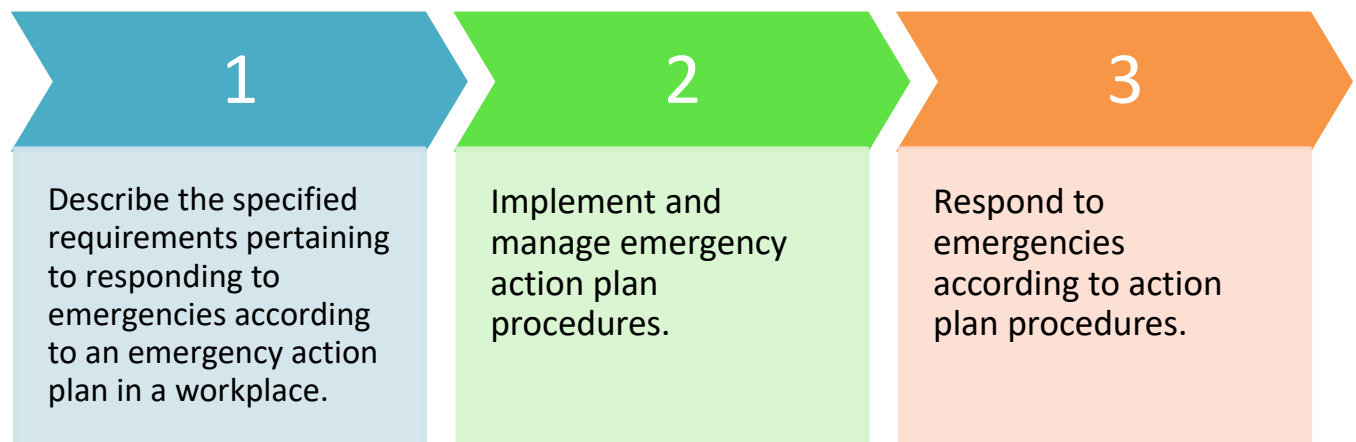 1
Describe the specified
requirements pertaining
to responding to
emergencies according
to an emergency action
plan in a workplace.
2
Implement and
manage emergency
action plan
procedures.
3
Respond to
emergencies
according to action
plan procedures.